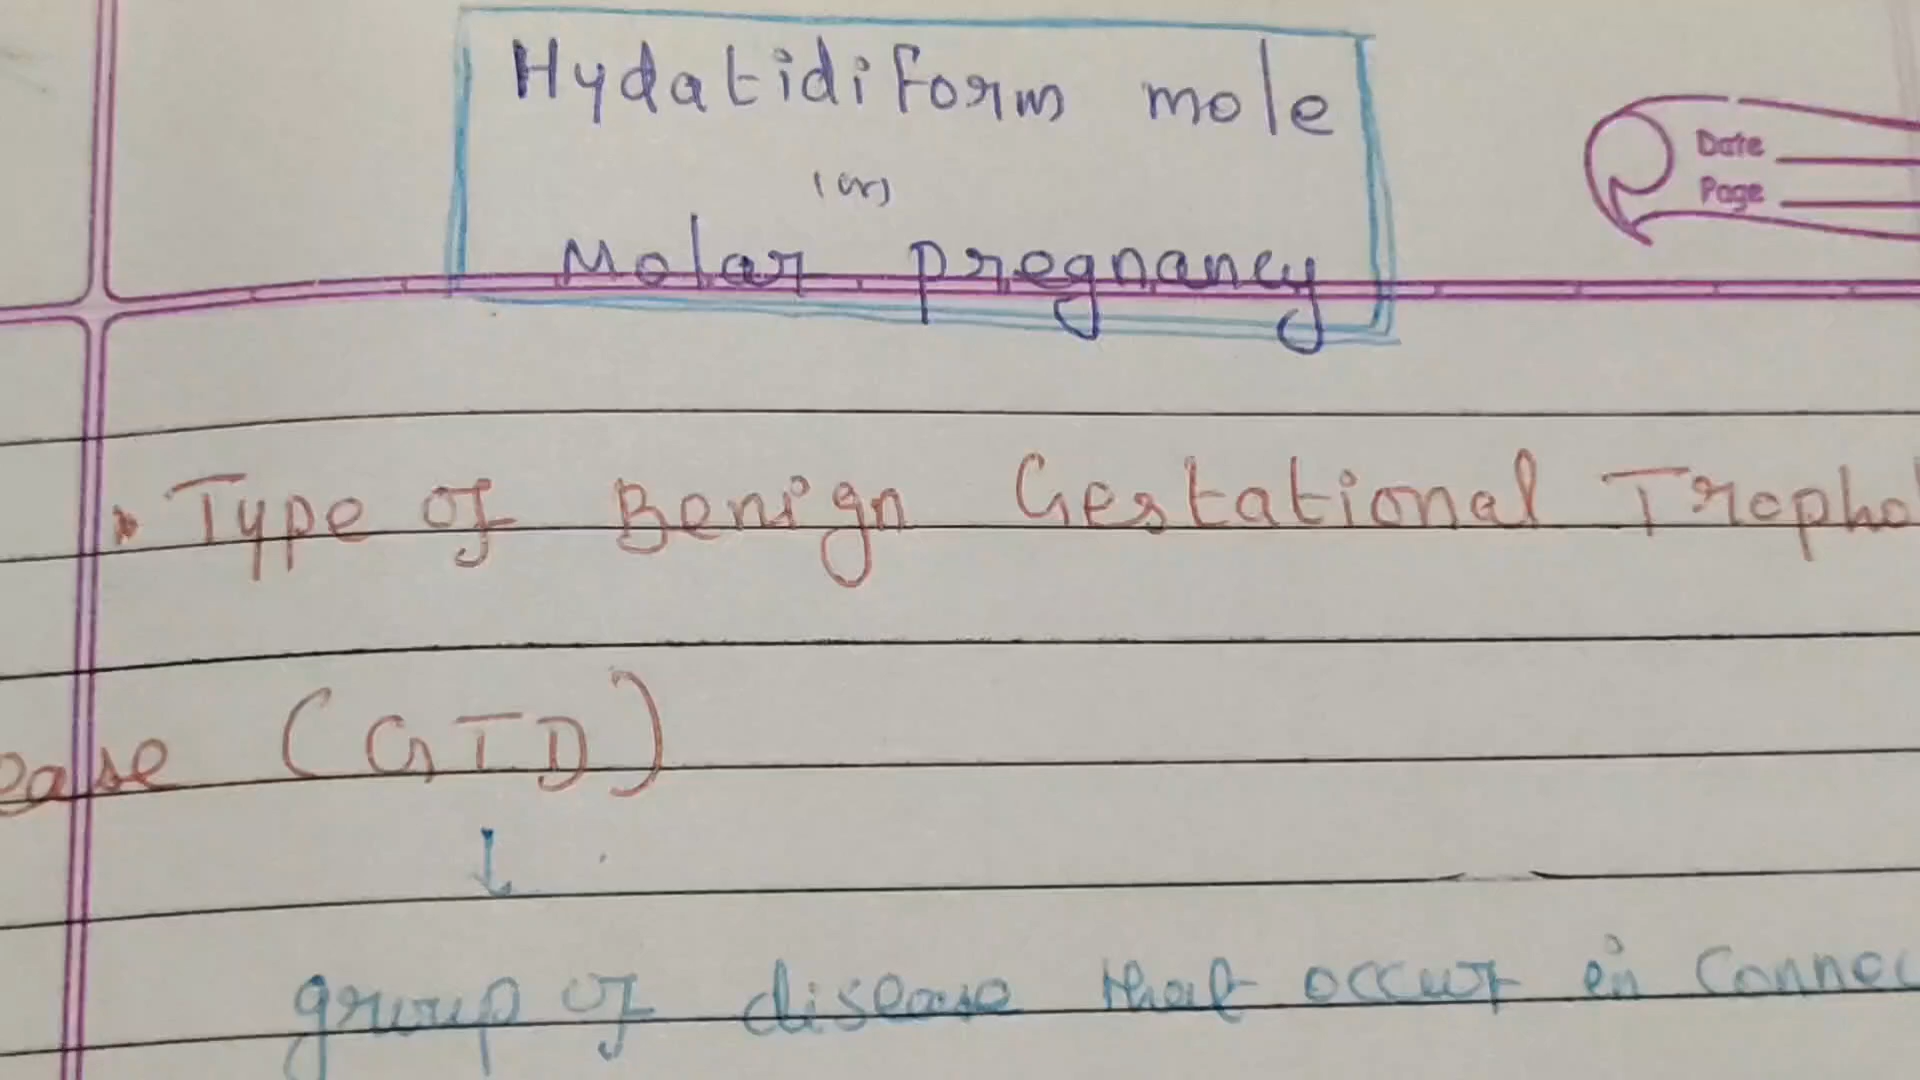 Hydatidiform mole
(or)
Molar pregnancy
Date
Page
Type of Benign Gestational Tropho
ease (GTD)
↓
group of disease that occur in connec